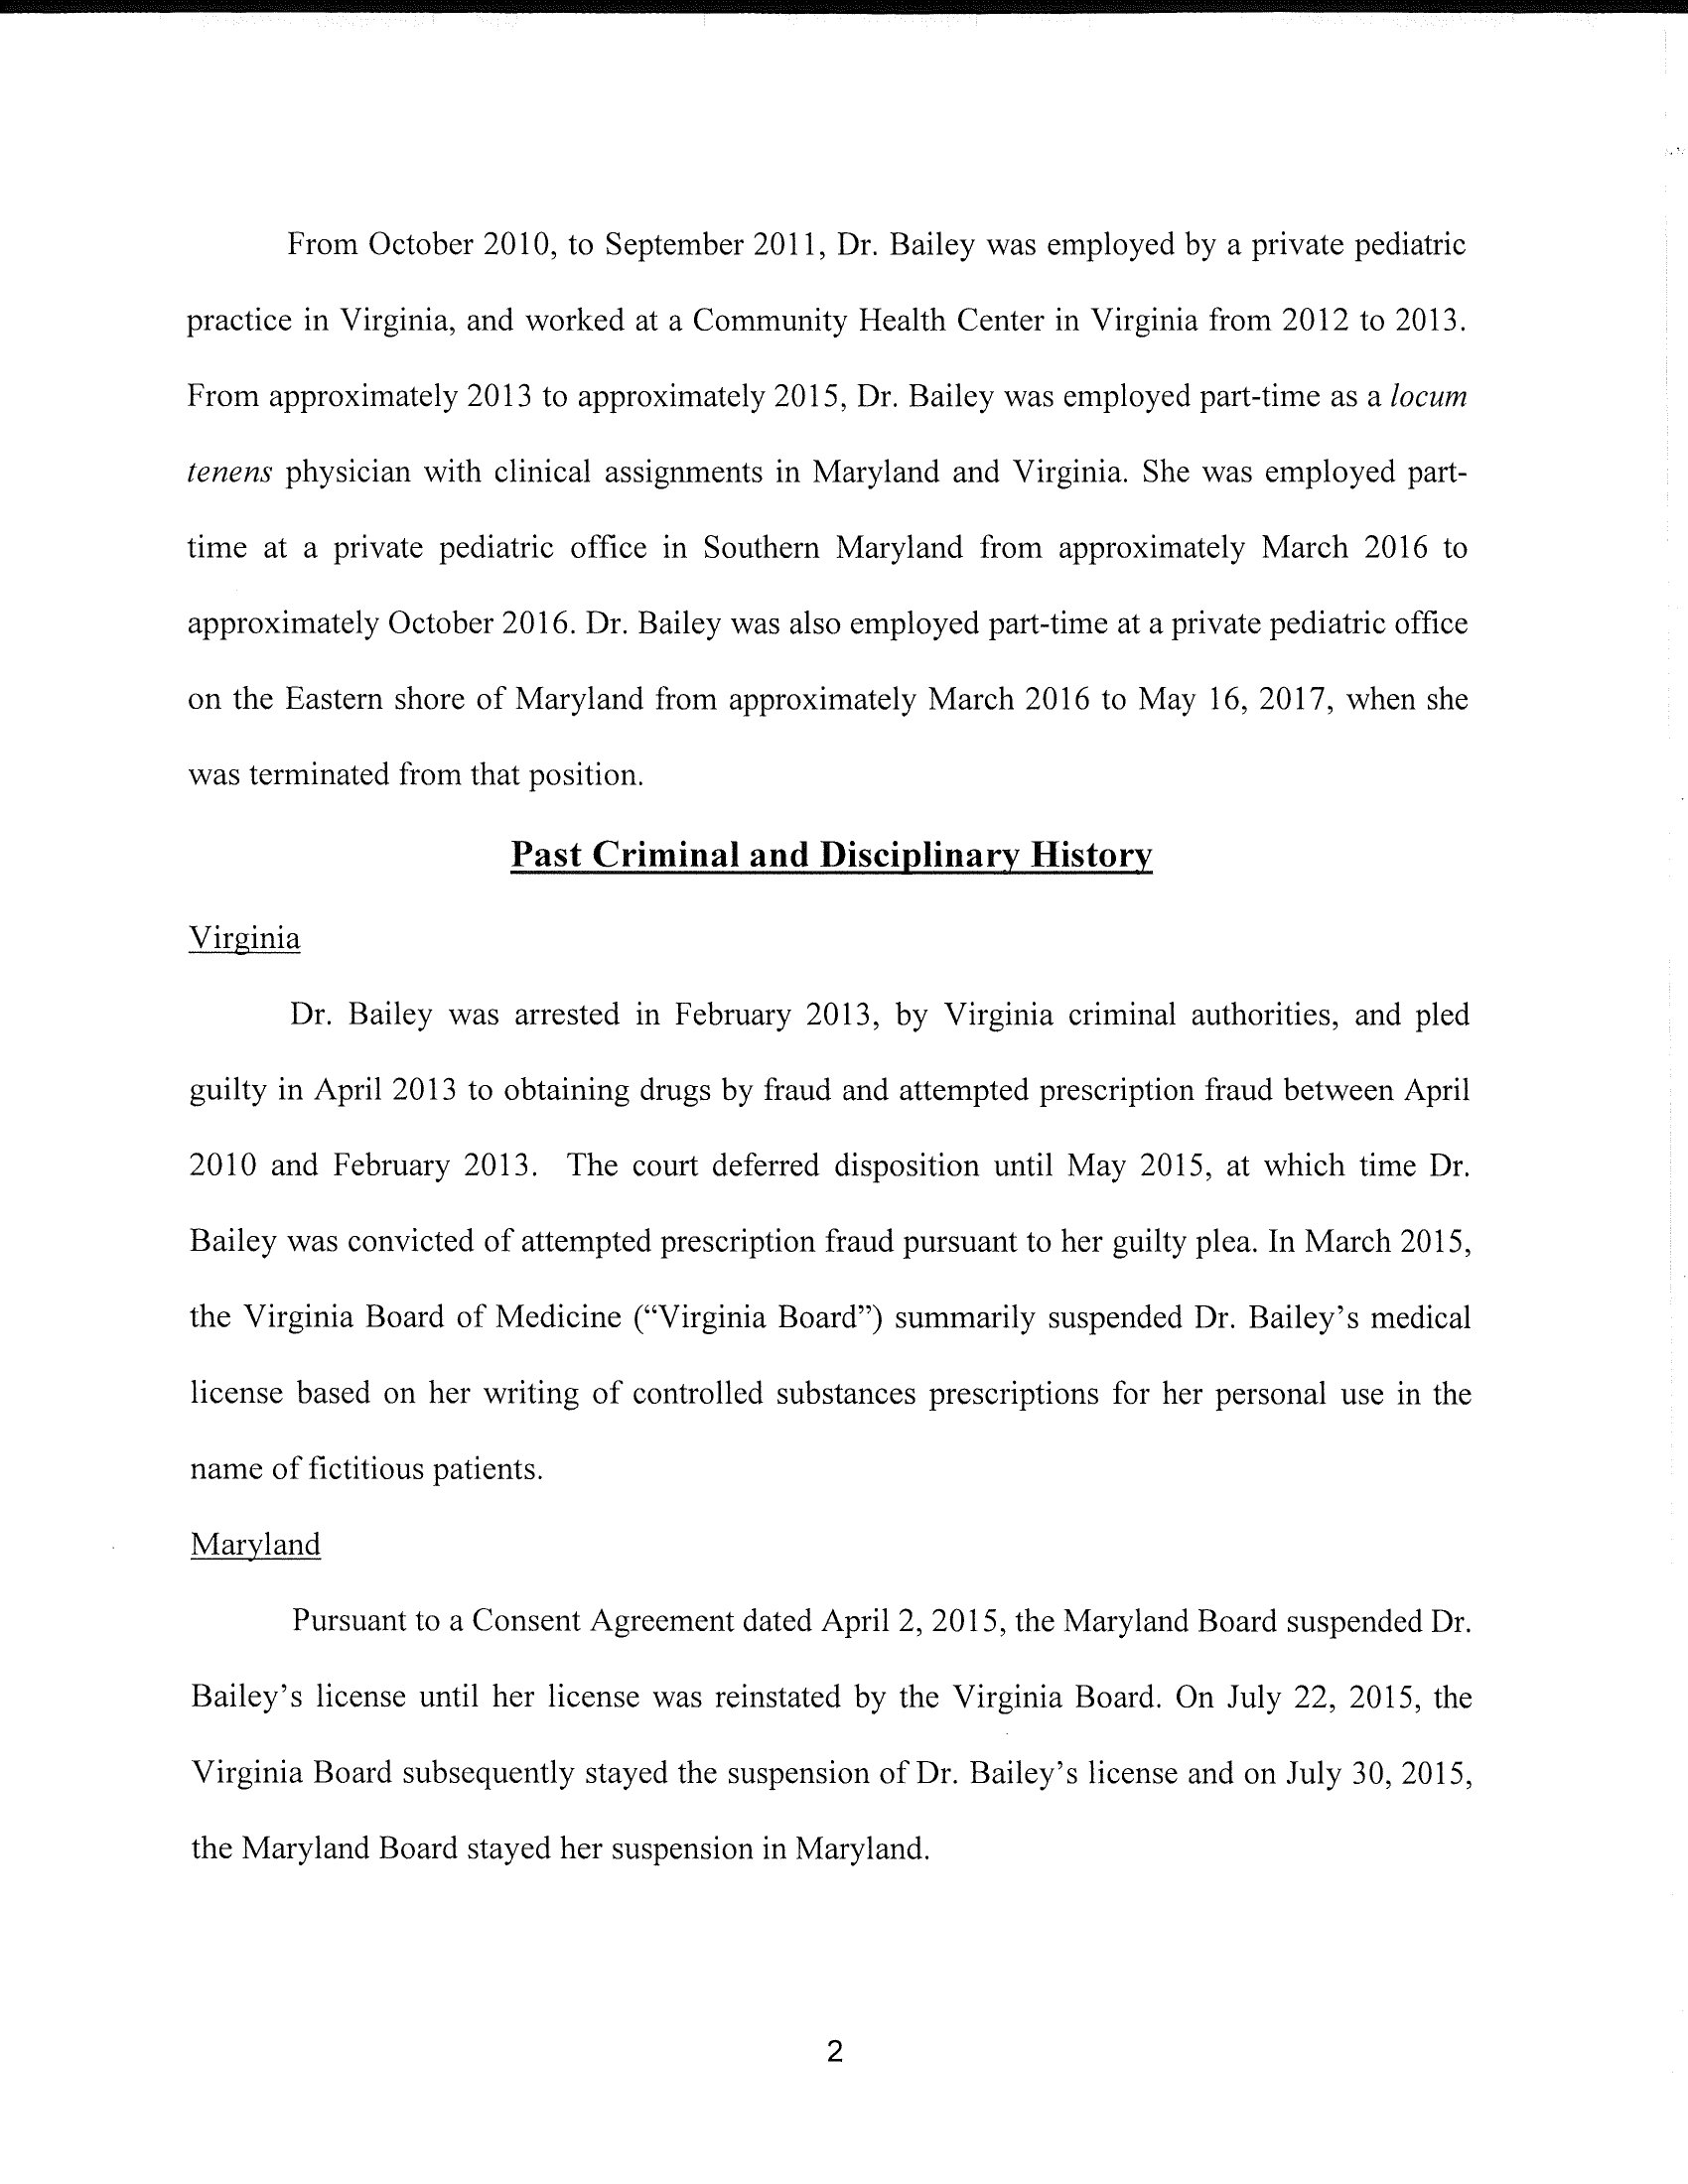 From October 2010, to September 2011, Dr. Bailey was employed by a private pediatric
practice in Virginia, and worked at a Community Health Center in Virginia from 2012 to 2013.
From approximately 2013 to approximately 2015, Dr. Bailey was employed part-time as a locum
tenens physician with clinical assignments in Maryland and Virginia. She was employed part-
time at a private pediatric office in Southern Maryland from approximately March 2016 to
approximately October 2016. Dr. Bailey was also employed part-time at a private pediatric office
on the Eastern shore of Maryland from approximately March 2016 to May 16, 2017, when she
was terminated from that position.
Past Criminal and Disciplinary History
Virginia
Dr. Bailey was arrested in February 2013, by Virginia criminal authorities, and pled
guilty in April 2013 to obtaining drugs by fraud and attempted prescription fraud between April
2010 and February 2013. The court deferred disposition until May 2015, at which time Dr.
Bailey was convicted of attempted prescription fraud pursuant to her guilty plea. In March 2015,
the Virginia Board of Medicine (“Virginia Board”) summarily suspended Dr. Bailey’s medical
license based on her writing of controlled substances prescriptions for her personal use in the
name of fictitious patients.
Maryland
Pursuant to a Consent Agreement dated April 2, 2015, the Maryland Board suspended Dr.
Bailey’s license until her license was reinstated by the Virginia Board. On July 22, 2015, the
Virginia Board subsequently stayed the suspension of Dr. Bailey’s license and on July 30, 2015,
the Maryland Board stayed her suspension in Maryland.
2